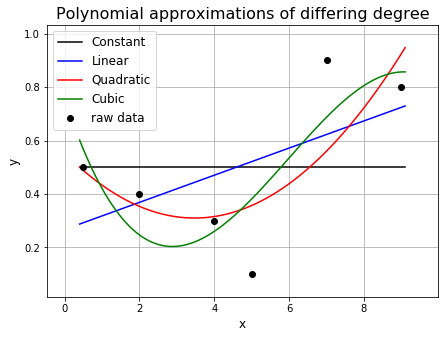 Polynomial approximations of differing degree
Constant
Linear
Quadratic
Cubic
raw data
y
1.0
0.8
0.6
0.4
0.2
0 2 4 6 8
x